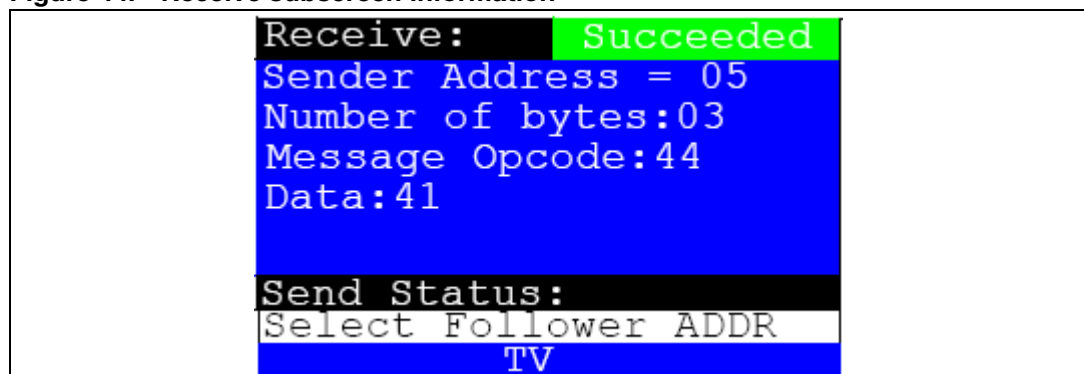 Receive: Succeeded
Sender Address = 05
Number of bytes:03
Message Opcode:44
Data:41
Send Status:
Select Follower ADDR
TV